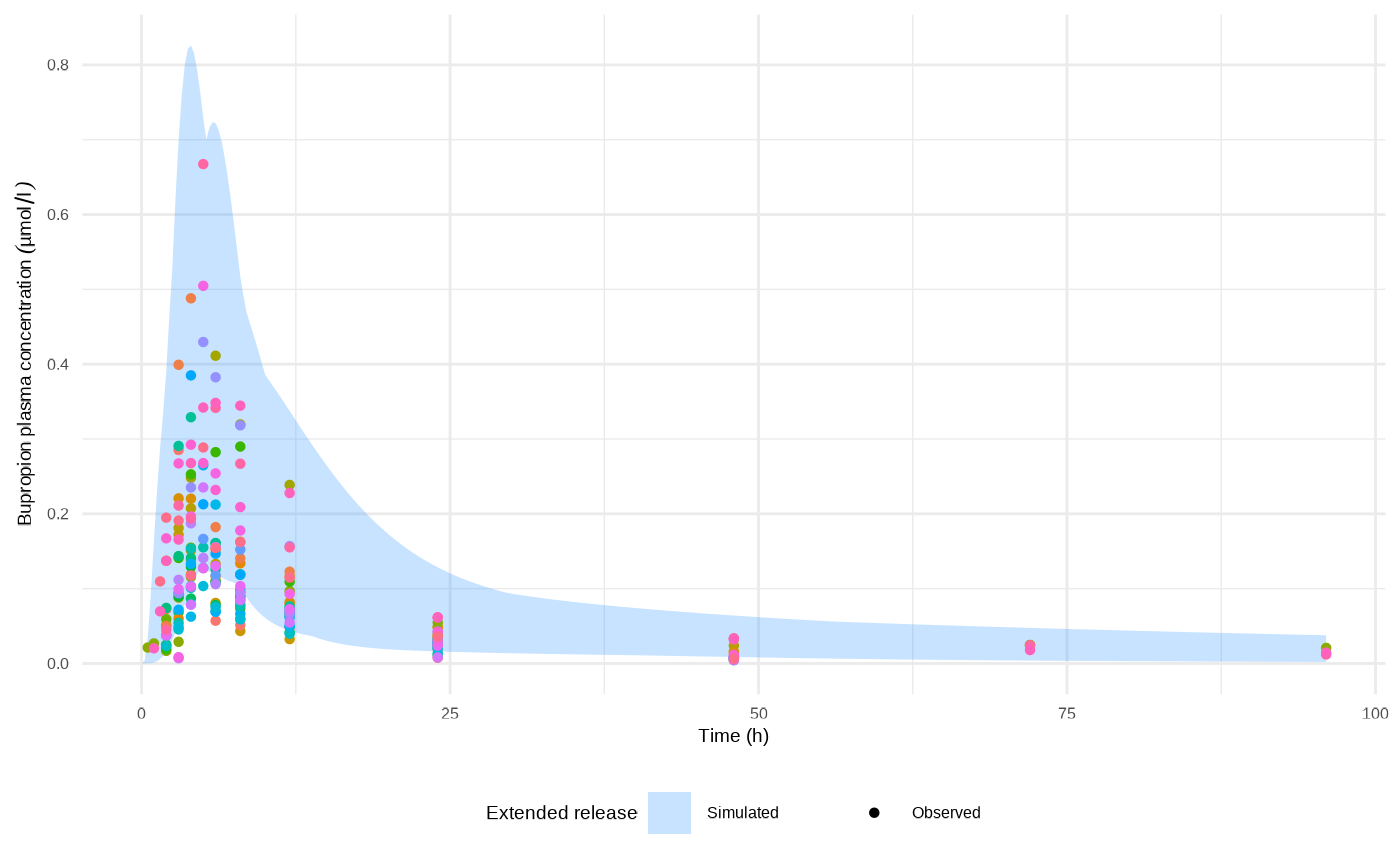 Bupropion plasma concentration (μmol/l)
0.8
0.6
0.4
0.2
0.0
0 25 50 75 100
Time (h)
Extended release Simulated Observed